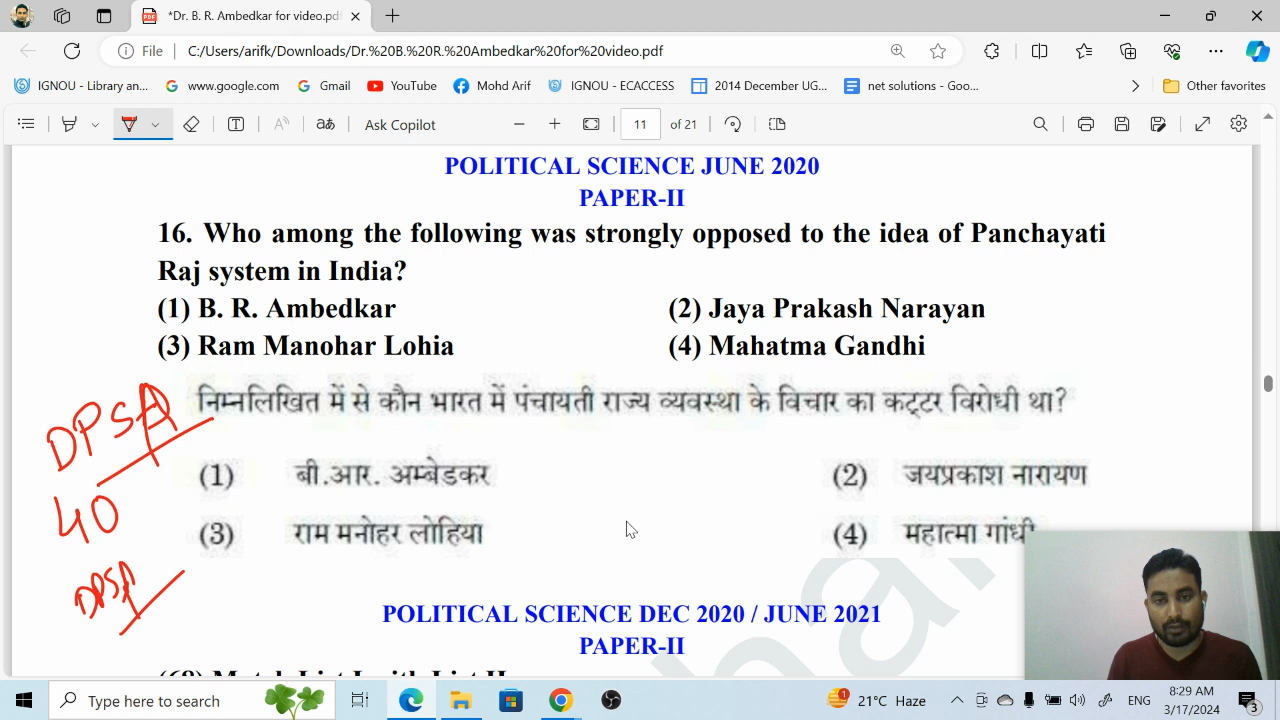 *Dr. B. R. Ambedkar for video.pdf
File C:/Users/arifk/Downloads/Dr.%20B.%20R.%20Ambedkar%20for%20video.pdf
IGNOU - Library an... www.google.com Gmail YouTube Mohd Arif IGNOU - ECACCESS 2014 December UG... net solutions - Goo... Other favorites
Ask Copilot 11 of 21
POLITICAL SCIENCE JUNE 2020
PAPER-II
16. Who among the following was strongly opposed to the idea of Panchayati
Raj system in India?
(1) B. R. Ambedkar (2) Jaya Prakash Narayan
(3) Ram Manohar Lohia (4) Mahatma Gandhi
DPSA
निम्नलिखित में से कौन भारत में पंचायती राज्य व्यवस्था के विचार का कट्टर विरोधी था?
(1) बी.आर. अम्बेडकर (2) जयप्रकाश नारायण
40
(3) राम मनोहर लोहिया (4) महात्मा गांधी
DPSA
POLITICAL SCIENCE DEC 2020 / JUNE 2021
PAPER-II
Type here to search
21°C Haze
ENG
8:29 AM
3/17/2024
3